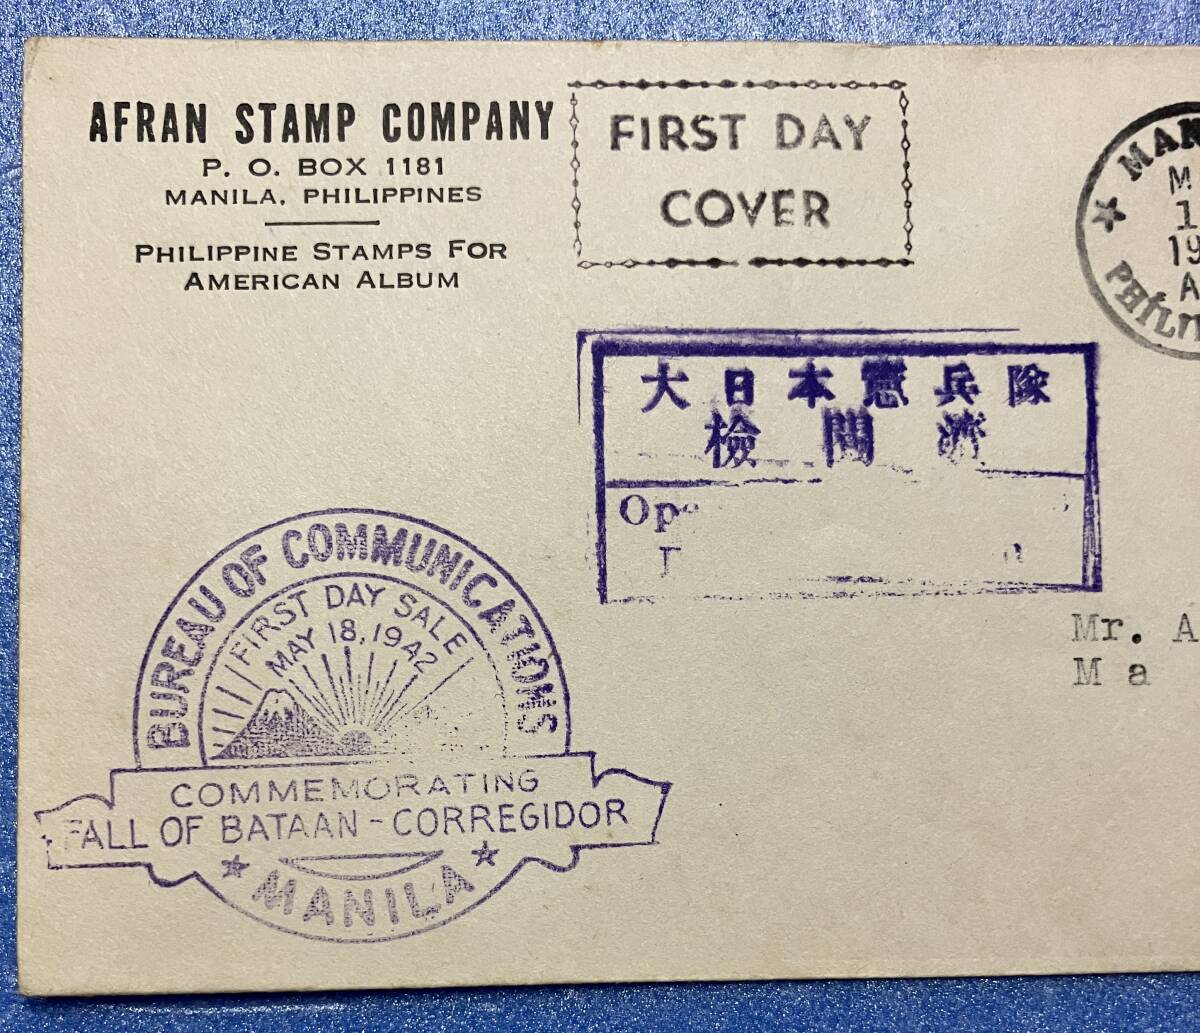 AFRAN STAMP COMPANY
P. O. BOX 1181
MANILA, PHILIPPINES
PHILIPPINE STAMPS FOR
AMERICAN ALBUM
FIRST DAY
COVER
大日本憲兵隊
檢閲濟
BUREAU OF COMMUNICATIONS
FIRST DAY SALE
MAY 18, 1942
COMMEMORATING
FALL OF BATAAN - CORREGIDOR
MANILA
Mr. A
M a